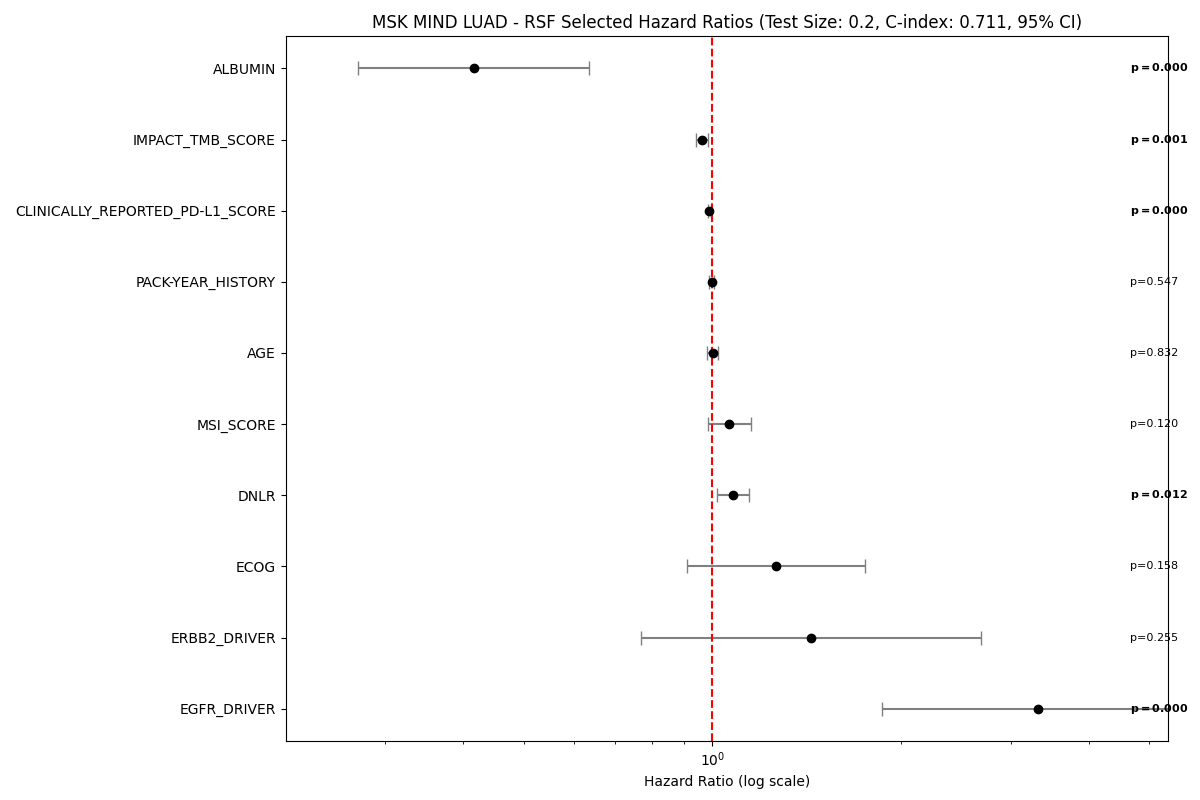 MSK MIND LUAD - RSF Selected Hazard Ratios (Test Size: 0.2, C-index: 0.711, 95% CI)
ALBUMIN p=0.000
IMPACT_TMB_SCORE p=0.001
CLINICALLY_REPORTED_PD-L1_SCORE p=0.000
PACK-YEAR_HISTORY p=0.547
AGE p=0.832
MSI_SCORE p=0.120
DNLR p=0.012
ECOG p=0.158
ERBB2_DRIVER p=0.255
EGFR_DRIVER p=0.000
10⁰
Hazard Ratio (log scale)